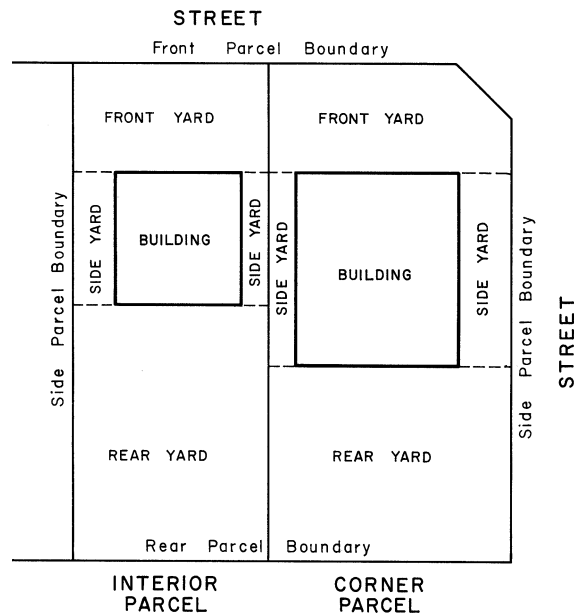 STREET
Front Parcel Boundary
FRONT YARD
FRONT YARD
Side Parcel Boundary
SIDE YARD
BUILDING
SIDE YARD
SIDE YARD
BUILDING
SIDE YARD
Side Parcel Boundary
STREET
REAR YARD
REAR YARD
Rear Parcel Boundary
INTERIOR
PARCEL
CORNER
PARCEL